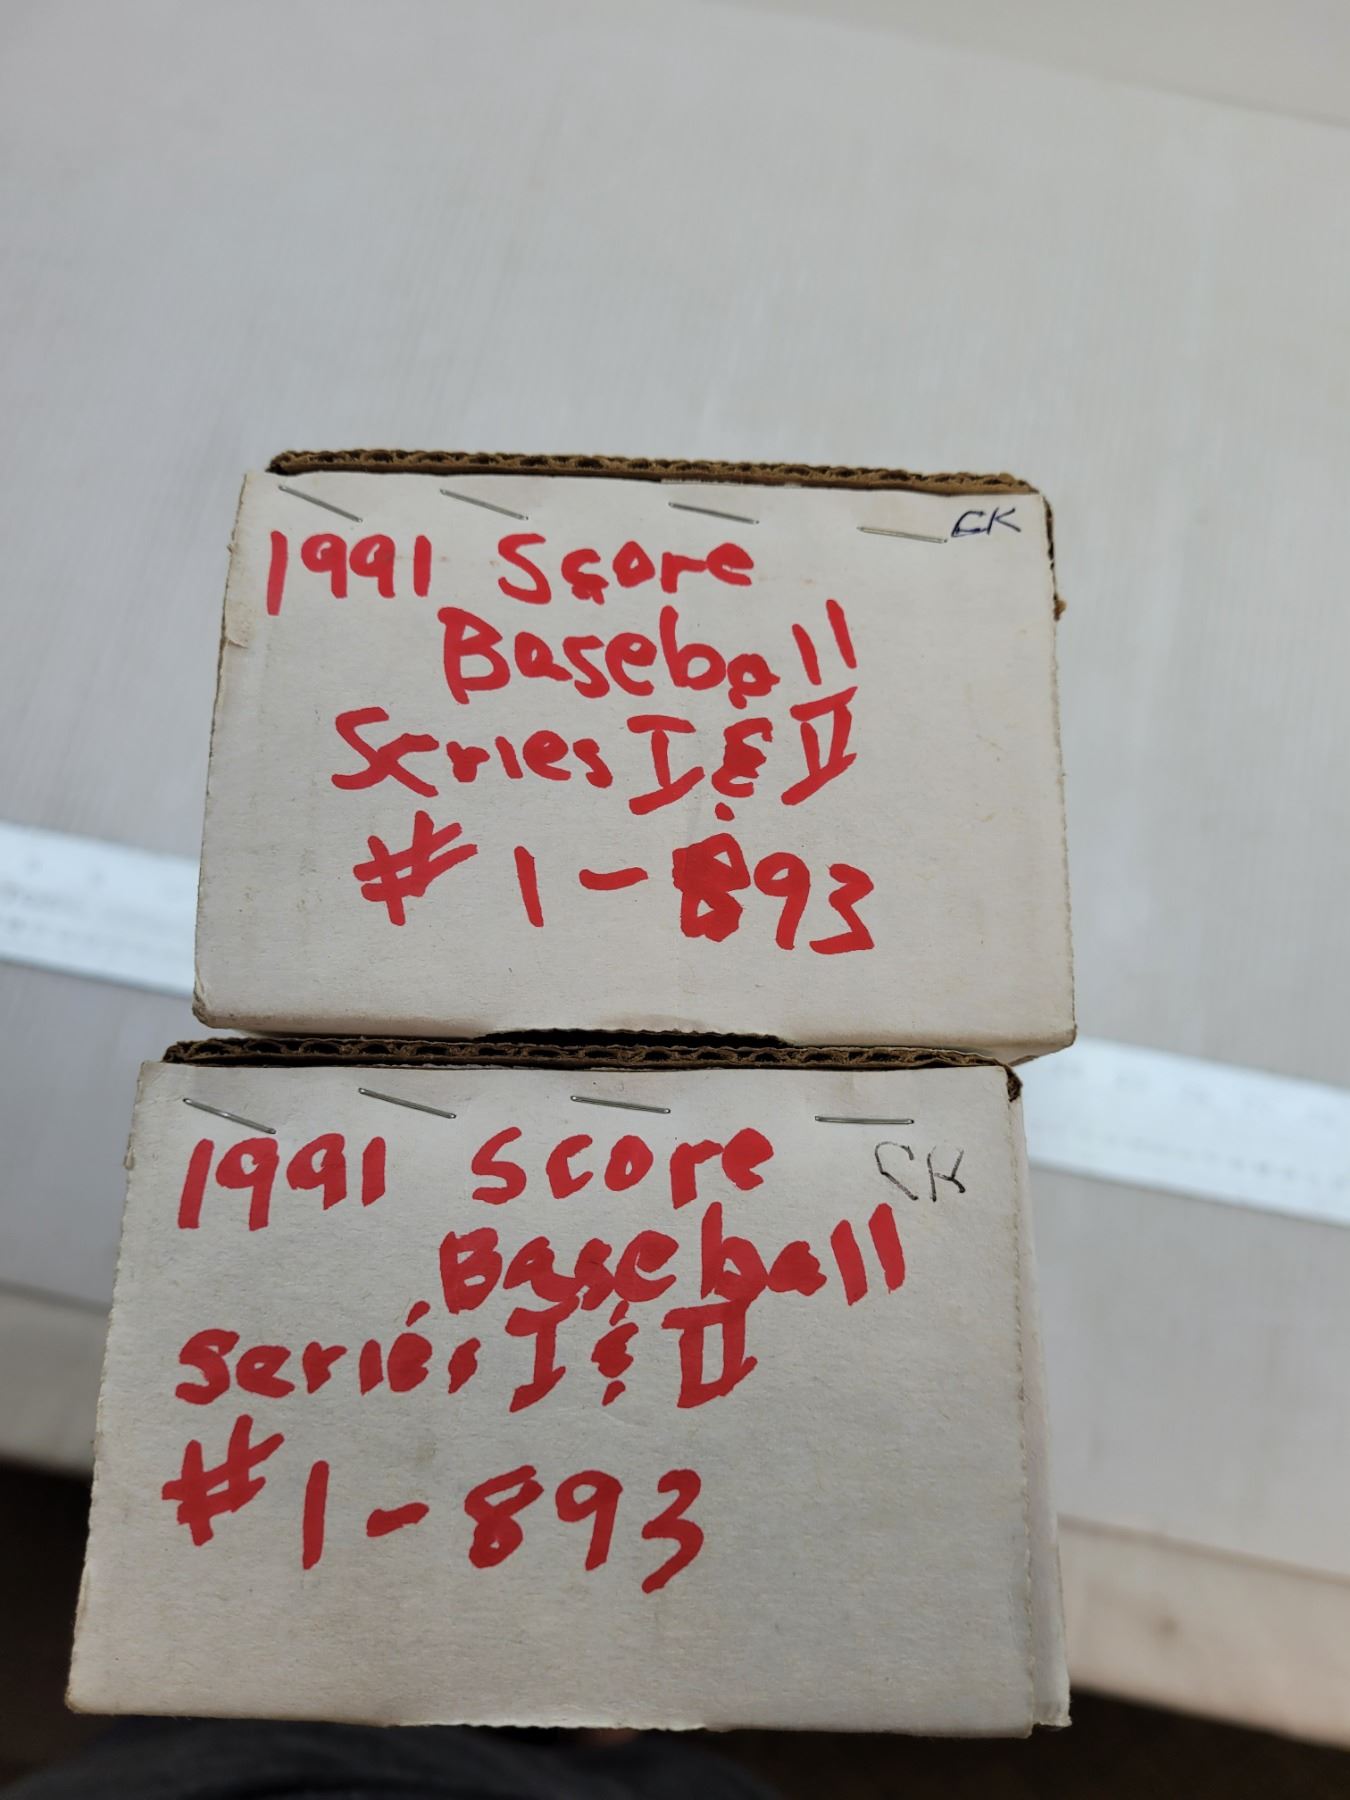 CK
1991 Score
Baseball
Series I & II
# 1-893
1991 Score
CK
Baseball
Series I & II
# 1-893